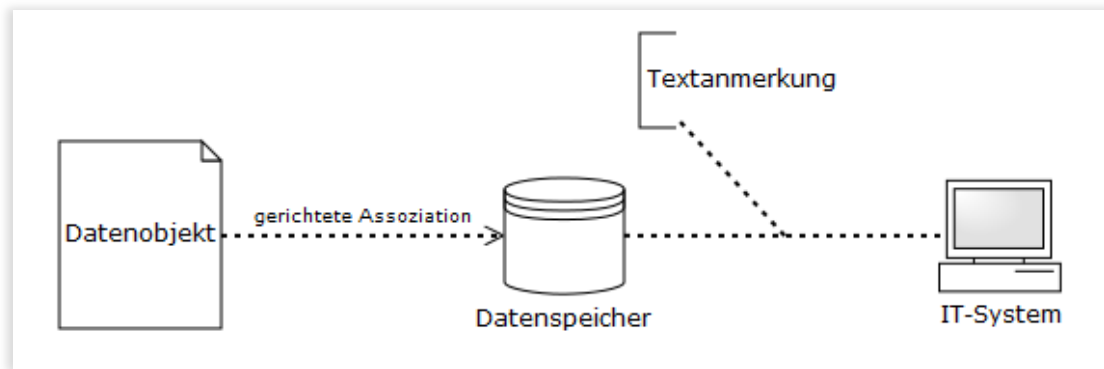 Textanmerkung
Datenobjekt
gerichtete Assoziation
Datenspeicher
IT-System